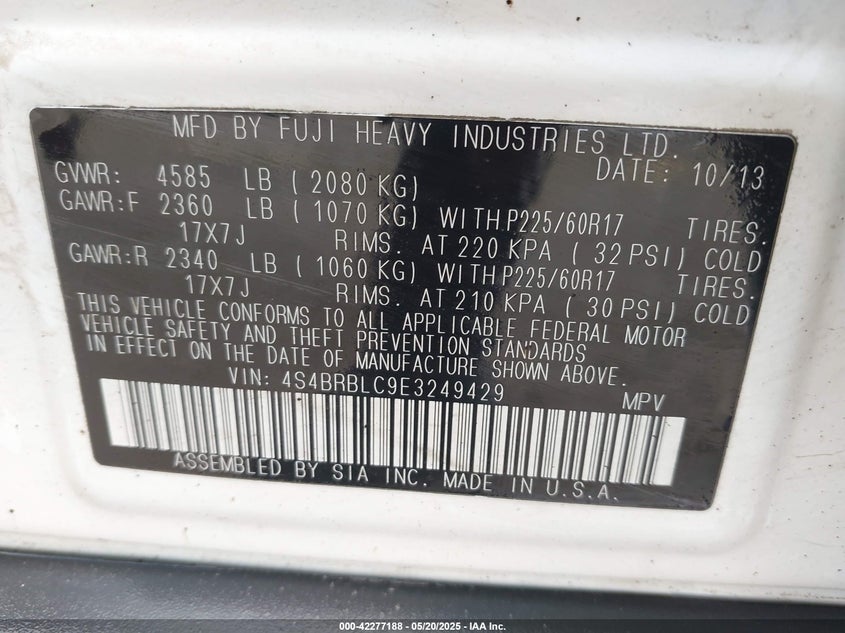 MFD BY FUJI HEAVY INDUSTRIES LTD.
DATE: 10/13
GVWR: 4585 LB ( 2080 KG)
GAWR:F 2360 LB ( 1070 KG) WITH P225/60R17 TIRES.
17X7J RIMS. AT 220 KPA ( 32 PSI) COLD
GAWR:R 2340 LB ( 1060 KG) WITH P225/60R17 TIRES.
17X7J RIMS. AT 210 KPA ( 30 PSI) COLD
THIS VEHICLE CONFORMS TO ALL APPLICABLE FEDERAL MOTOR
VEHICLE SAFETY AND THEFT PREVENTION STANDARDS
IN EFFECT ON THE DATE OF MANUFACTURE SHOWN ABOVE.
VIN: 4S4BRBLC9E3249429 MPV
ASSEMBLED BY SIA INC. MADE IN U.S.A.
000-42277188 - 05/20/2025 - IAA Inc.